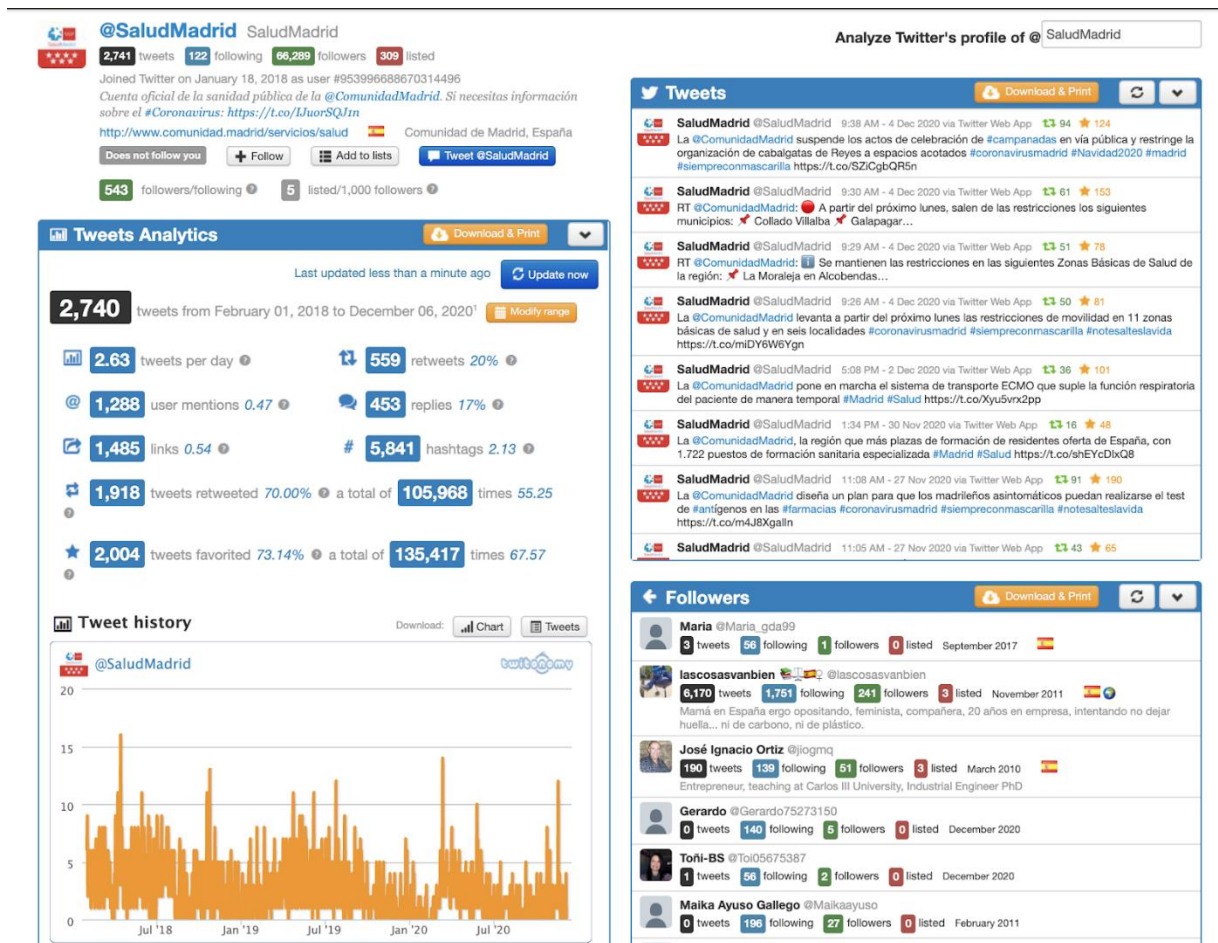 @SaludMadrid SaludMadrid
2,741 tweets 122 following 66,289 followers 309 listed
Joined Twitter on January 18, 2018 as user #953996688670314496
Cuenta oficial de la sanidad pública de la @ComunidadMadrid. Si necesitas información
sobre el #Coronavirus: https://t.co/IJuorSQJ1n
http://www.comunidad.madrid/servicios/salud Comunidad de Madrid, España
Does not follow you Follow Add to lists Tweet @SaludMadrid
543 followers/following 5 listed/1,000 followers
Tweets Analytics Download & Print
Last updated less than a minute ago Update now
2,740 tweets from February 01, 2018 to December 06, 2020¹ Modify range
2.63 tweets per day 559 retweets 20%
@ 1,288 user mentions 0.47 453 replies 17%
1,485 links 0.54 # 5,841 hashtags 2.13
1,918 tweets retweeted 70.00% a total of 105,968 times 55.25
2,004 tweets favorited 73.14% a total of 135,417 times 67.57
Tweet history Download: Chart Tweets
@SaludMadrid twitonomy
20
15
10
5
0
Jul '18 Jan '19 Jul '19 Jan '20 Jul '20
Analyze Twitter's profile of @ SaludMadrid
Tweets Download & Print
SaludMadrid @SaludMadrid 9:38 AM - 4 Dec 2020 via Twitter Web App 94 124
La @ComunidadMadrid suspende los actos de celebración de #campanadas en vía pública y restringe la
organización de cabalgatas de Reyes a espacios acotados #coronavirusmadrid #Navidad2020 #madrid
#siempreconmascarilla https://t.co/SZiCgbQR5n
SaludMadrid @SaludMadrid 9:30 AM - 4 Dec 2020 via Twitter Web App 61 153
RT @ComunidadMadrid: 🔴 A partir del próximo lunes, salen de las restricciones los siguientes
municipios: 📌 Collado Villalba 📌 Galapagar…
SaludMadrid @SaludMadrid 9:29 AM - 4 Dec 2020 via Twitter Web App 51 78
RT @ComunidadMadrid: ℹ️ Se mantienen las restricciones en las siguientes Zonas Básicas de Salud de
la región: 📌 La Moraleja en Alcobendas…
SaludMadrid @SaludMadrid 9:26 AM - 4 Dec 2020 via Twitter Web App 50 81
La @ComunidadMadrid levanta a partir del próximo lunes las restricciones de movilidad en 11 zonas
básicas de salud y en seis localidades #coronavirusmadrid #siempreconmascarilla #notesalteslavida
https://t.co/miDY6W6Ygn
SaludMadrid @SaludMadrid 5:08 PM - 2 Dec 2020 via Twitter Web App 36 101
La @ComunidadMadrid pone en marcha el sistema de transporte ECMO que suple la función respiratoria
del paciente de manera temporal #Madrid #Salud https://t.co/Xyu5vrx2pp
SaludMadrid @SaludMadrid 1:34 PM - 30 Nov 2020 via Twitter Web App 16 48
La @ComunidadMadrid, la región que más plazas de formación de residentes oferta de España, con
1.722 puestos de formación sanitaria especializada #Madrid #Salud https://t.co/shEYcDlxQ8
SaludMadrid @SaludMadrid 11:08 AM - 27 Nov 2020 via Twitter Web App 91 190
La @ComunidadMadrid diseña un plan para que los madrileños asintomáticos puedan realizarse el test
de #antígenos en las #farmacias #coronavirusmadrid #siempreconmascarilla #notesalteslavida
https://t.co/m4J8XgaIln
SaludMadrid @SaludMadrid 11:05 AM - 27 Nov 2020 via Twitter Web App 43 65
Followers Download & Print
Maria @Maria_gda99
3 tweets 56 following 1 followers 0 listed September 2017
lascosasvanbien @lascosasvanbien
6,170 tweets 1,751 following 241 followers 3 listed November 2011
Mamá en España ergo opositando, feminista, compañera, 20 años en empresa, intentando no dejar
huella... ni de carbono, ni de plástico.
José Ignacio Ortiz @jiogmq
190 tweets 139 following 51 followers 3 listed March 2010
Entrepreneur, teaching at Carlos III University, Industrial Engineer PhD
Gerardo @Gerardo75273150
0 tweets 140 following 5 followers 0 listed December 2020
Toñi-BS @Toi05675387
1 tweets 56 following 2 followers 0 listed December 2020
Maika Ayuso Gallego @Maikaayuso
0 tweets 196 following 27 followers 0 listed February 2011